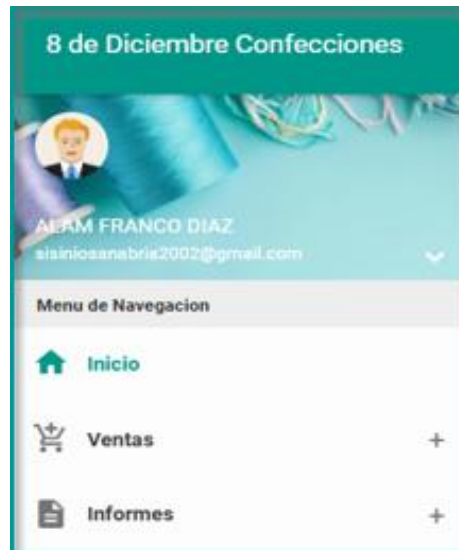 8 de Diciembre Confecciones
ALAM FRANCO DIAZ
sisiniosanabria2002@gmail.com
Menu de Navegacion
Inicio
Ventas +
Informes +